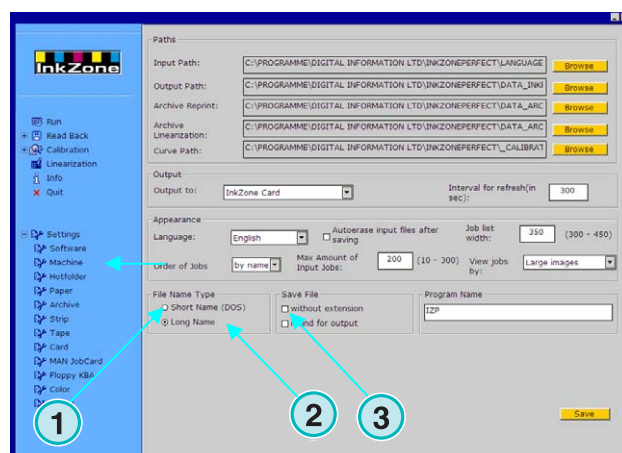 InkZone
Run
Read Back
Calibration
Linearization
Info
Quit
Settings
Software
Machine
Hotfolder
Paper
Archive
Strip
Tape
Card
MAN JobCard
Floppy KBA
Color
Paths
Input Path: C:\PROGRAMME\DIGITAL INFORMATION LTD\INKZONEPERFECT\LANGUAGE Browse
Output Path: C:\PROGRAMME\DIGITAL INFORMATION LTD\INKZONEPERFECT\DATA_INKI Browse
Archive Reprint: C:\PROGRAMME\DIGITAL INFORMATION LTD\INKZONEPERFECT\DATA_ARC Browse
Archive
Linearization: C:\PROGRAMME\DIGITAL INFORMATION LTD\INKZONEPERFECT\DATA_ARC Browse
Curve Path: C:\PROGRAMME\DIGITAL INFORMATION LTD\INKZONEPERFECT\_CALIBRAT Browse
Output
Output to: InkZone Card Interval for refresh(in
sec): 300
Appearance
Language: English Autoerase input files after
saving Job list
width: 350 (300 - 450)
Order of Jobs by name Max Amount of
Input Jobs: 200 (10 - 300) View jobs
by: Large images
File Name Type Save File Program Name
Short Name (DOS) without extension IZP
Long Name and for output
1 2 3
Save